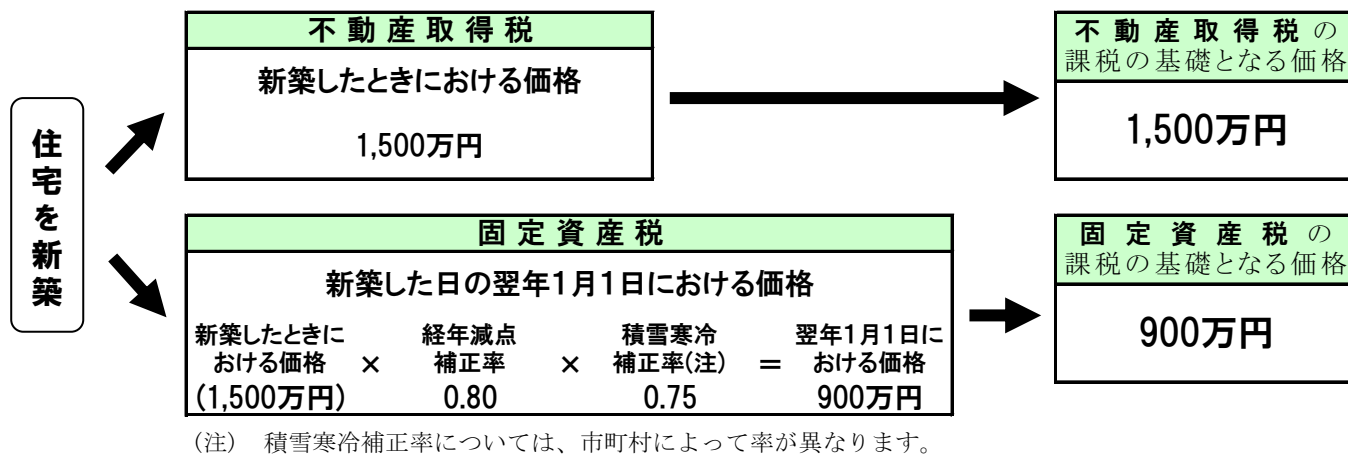 住宅を新築
不動産取得税
新築したときにおける価格
1,500万円
不動産取得税の
課税の基礎となる価格
1,500万円
固定資産税
新築した日の翌年1月1日における価格
新築したときに 経年減点 積雪寒冷 翌年1月1日に
おける価格 × 補正率 × 補正率(注) = おける価格
(1,500万円) 0.80 0.75 900万円
固定資産税の
課税の基礎となる価格
900万円
(注) 積雪寒冷補正率については、市町村によって率が異なります。